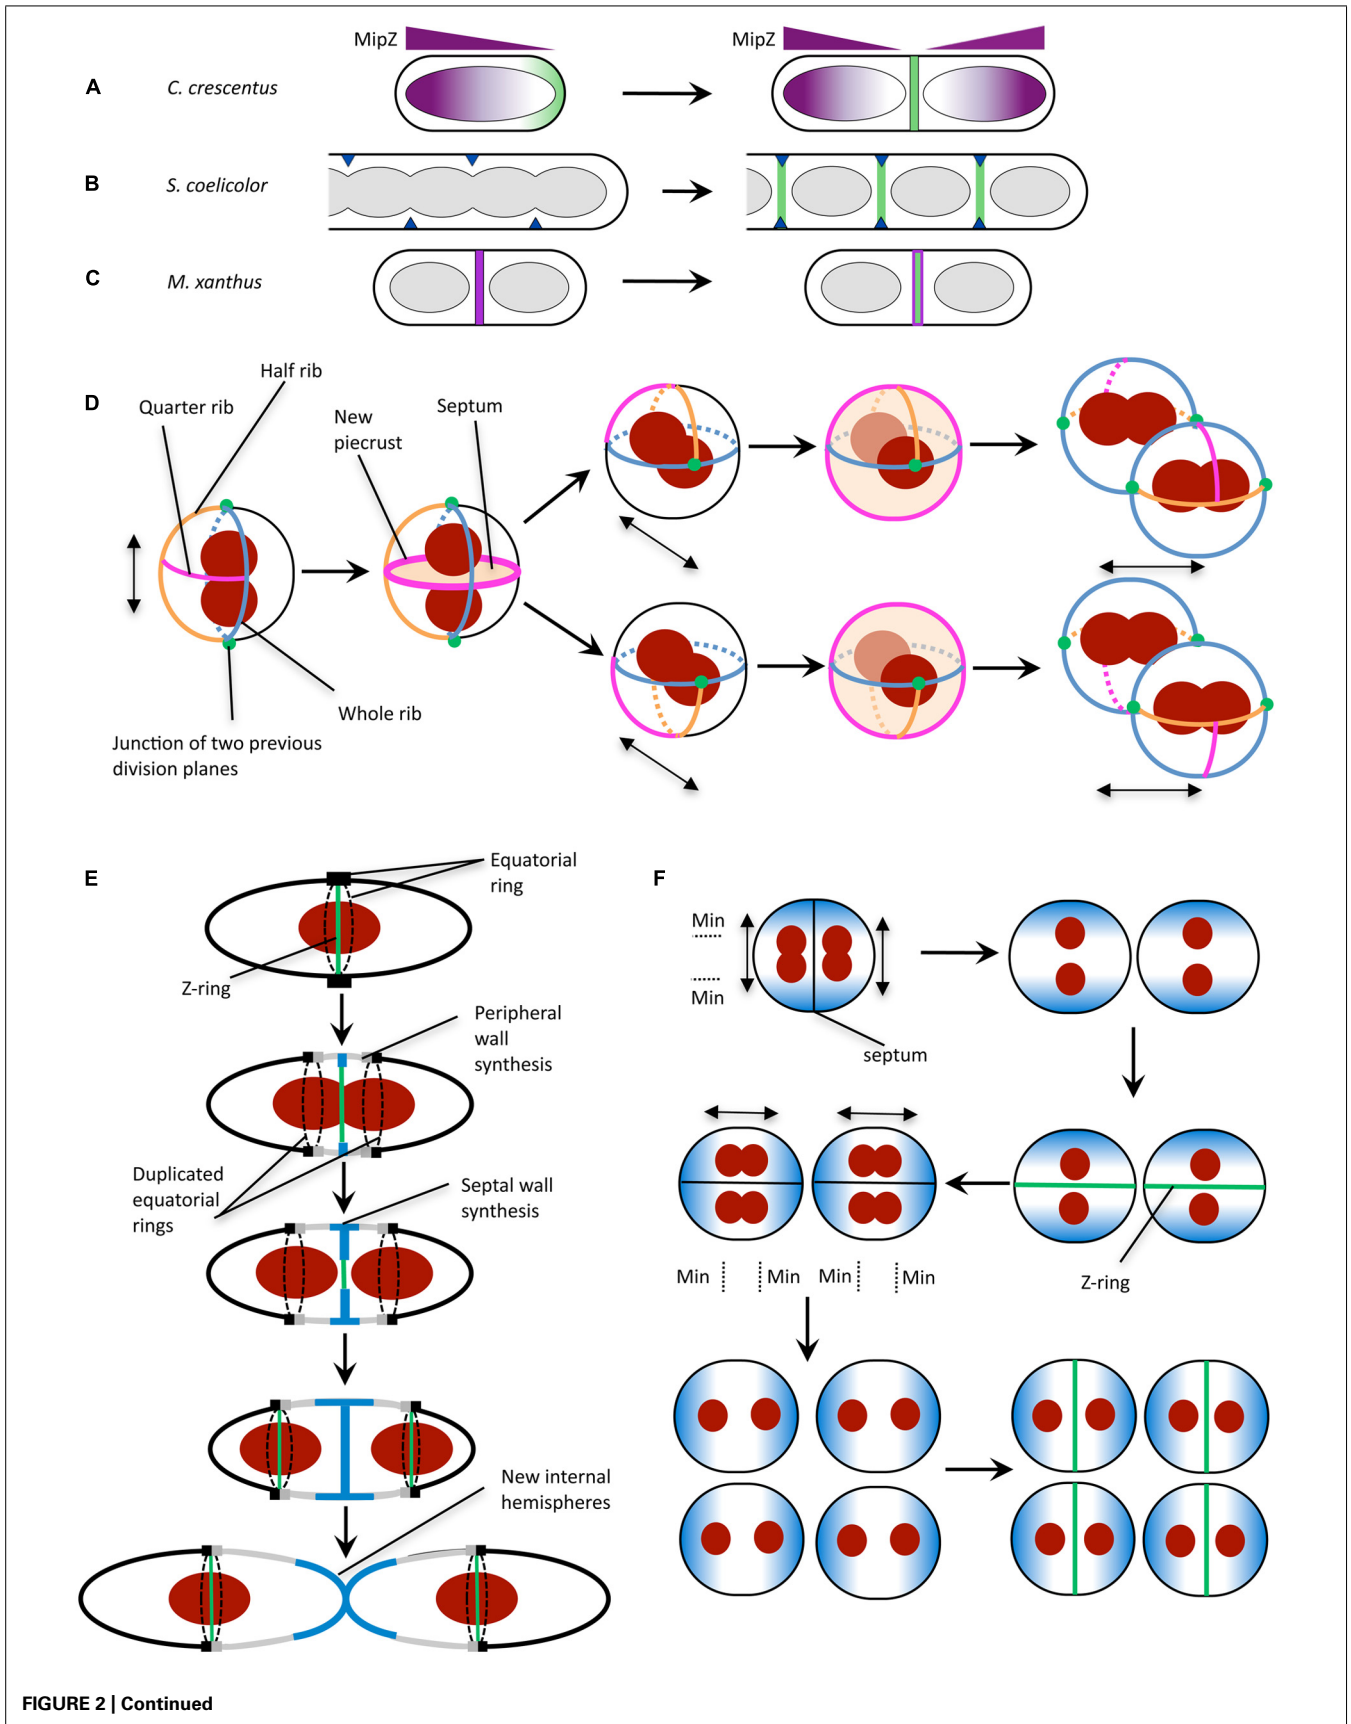 MipZ
MipZ
A
C. crescentus
B
S. coelicolor
C
M. xanthus
D
Half rib
Quarter rib
New
piecrust
Septum
Whole rib
Junction of two previous
division planes
E
Equatorial
ring
Z-ring
Peripheral
wall
synthesis
Duplicated
equatorial
rings
Septal wall
synthesis
New internal
hemispheres
F
Min
Min
septum
Z-ring
Min
Min
Min
Min
FIGURE 2 | Continued